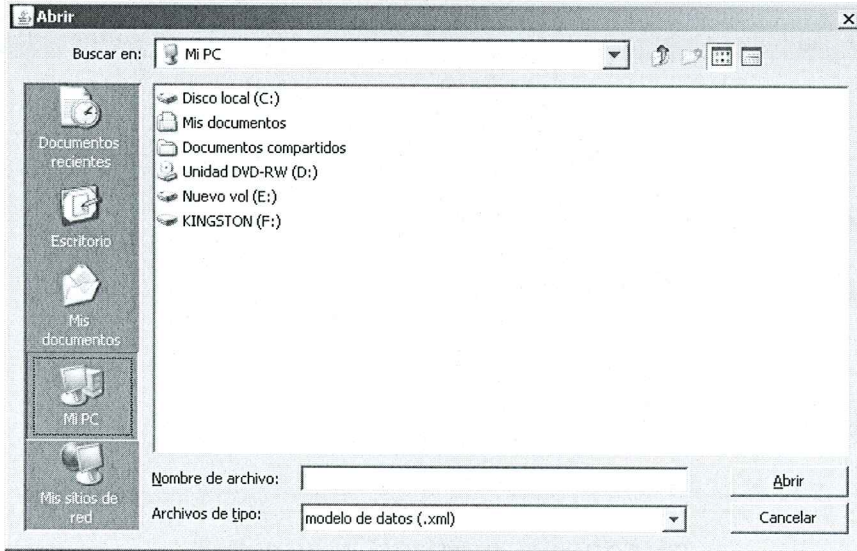 Abrir
Buscar en: Mi PC
Documentos
recientes
Escritorio
Mis
documentos
Mi PC
Mis sitios de
red
Disco local (C:)
Mis documentos
Documentos compartidos
Unidad DVD-RW (D:)
Nuevo vol (E:)
KINGSTON (F:)
Nombre de archivo:
Abrir
Archivos de tipo: modelo de datos (.xml)
Cancelar